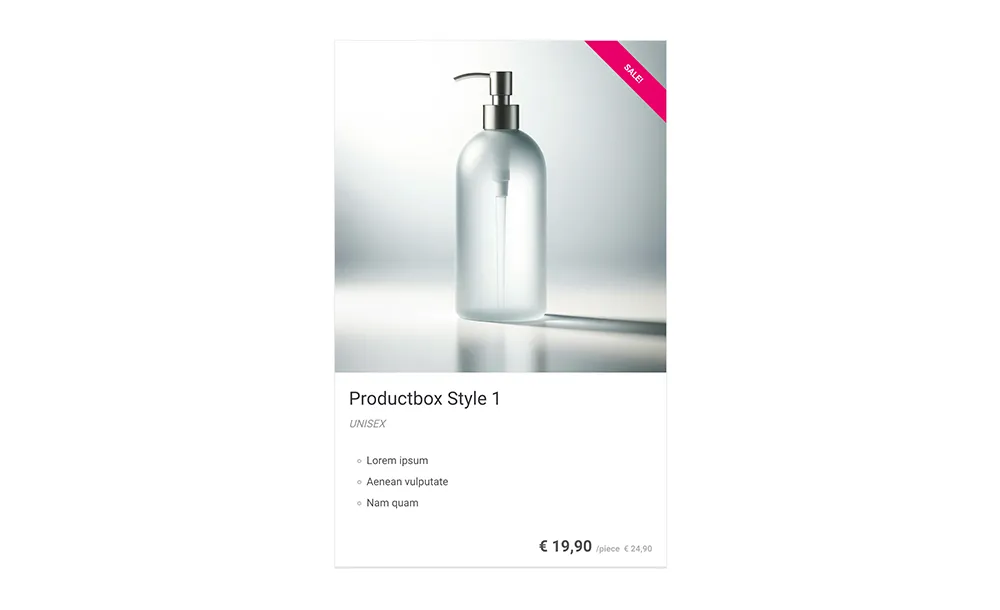 SALE!
Productbox Style 1
UNISEX
Lorem ipsum
Aenean vulputate
Nam quam
€ 19,90 /piece € 24,90